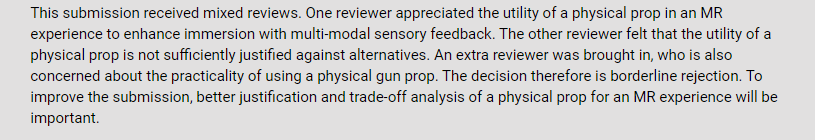 This submission received mixed reviews. One reviewer appreciated the utility of a physical prop in an MR
experience to enhance immersion with multi-modal sensory feedback. The other reviewer felt that the utility of a
physical prop is not sufficiently justified against alternatives. An extra reviewer was brought in, who is also
concerned about the practicality of using a physical gun prop. The decision therefore is borderline rejection. To
improve the submission, better justification and trade-off analysis of a physical prop for an MR experience will be
important.